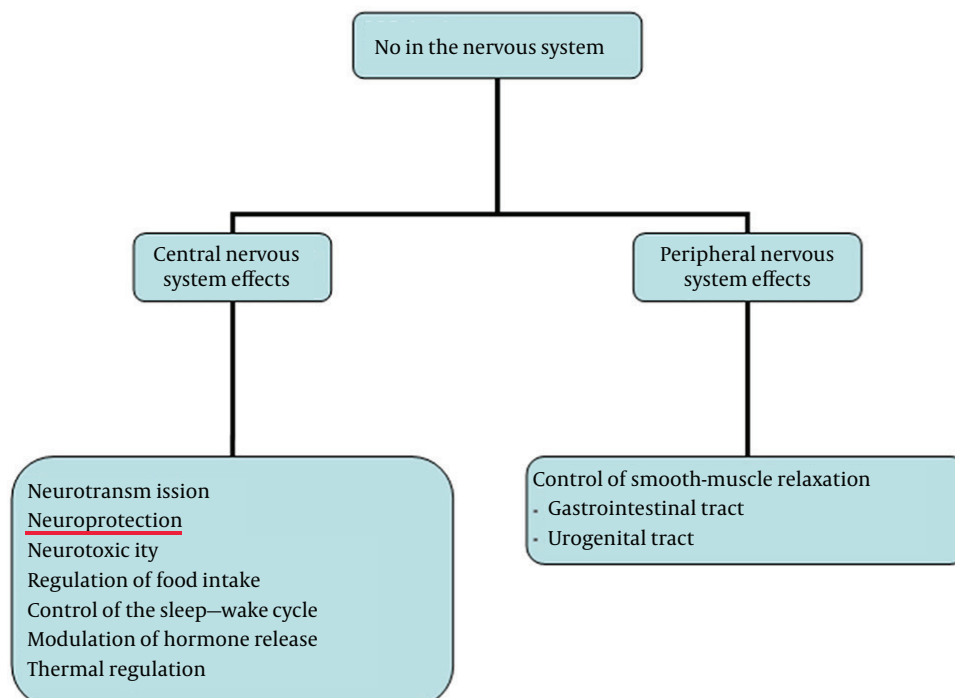 No in the nervous system
Central nervous
system effects
Peripheral nervous
system effects
Neurotransm ission
Neuroprotection
Neurotoxic ity
Regulation of food intake
Control of the sleep—wake cycle
Modulation of hormone release
Thermal regulation
Control of smooth-muscle relaxation
- Gastrointestinal tract
- Urogenital tract